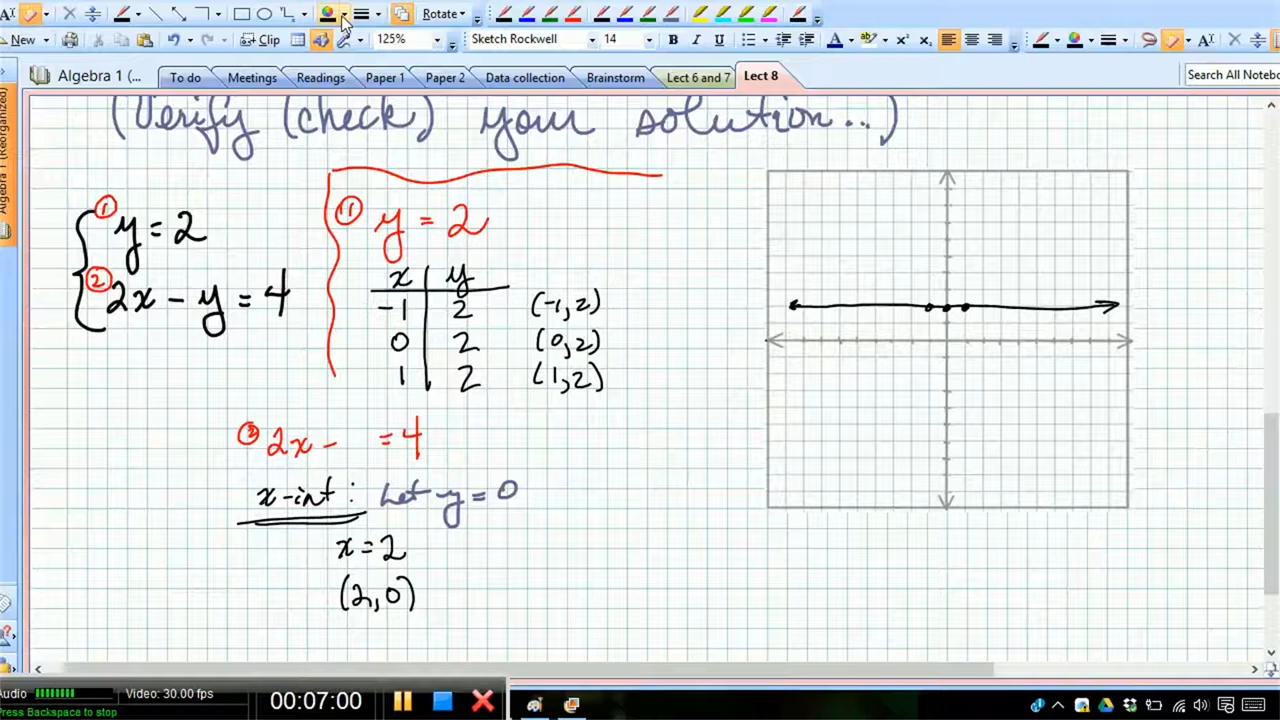 Rotate
New Clip 125% Sketch Rockwell 14 B I U
Algebra 1 (... To do Meetings Readings Paper 1 Paper 2 Data collection Brainstorm Lect 6 and 7 Lect 8 Search All Notebo
Algebra 1 (Reorganized)
(Verify (check) your solution...)
① y = 2
② 2x - y = 4
① y = 2
x y
-1 2 (-1,2)
0 2 (0,2)
1 2 (1,2)
② 2x - = 4
x-int: Let y = 0
x = 2
(2,0)
Audio Video: 30.00 fps 00:07:00
Press Backspace to stop